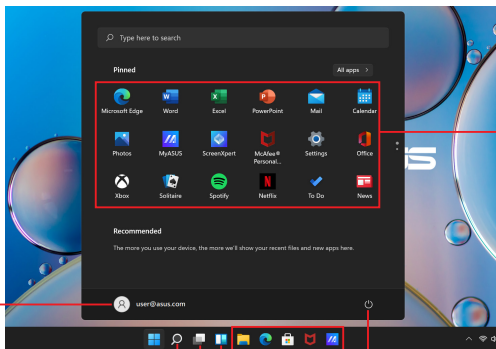 Type here to search
Pinned
All apps >
Microsoft Edge Word Excel PowerPoint Mail Calendar
Photos MyASUS ScreenXpert McAfee® Personal... Settings Office
Xbox Solitaire Spotify Netflix To Do News
Recommended
The more you use your device, the more we'll show your recent files and new apps here.
user@asus.com